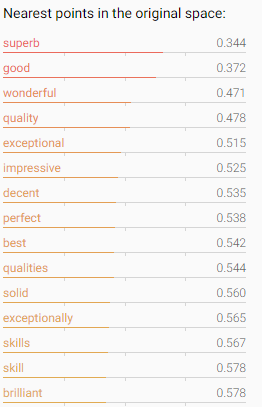 Nearest points in the original space:
superb 0.344
good 0.372
wonderful 0.471
quality 0.478
exceptional 0.515
impressive 0.525
decent 0.535
perfect 0.538
best 0.542
qualities 0.544
solid 0.560
exceptionally 0.565
skills 0.567
skill 0.578
brilliant 0.578